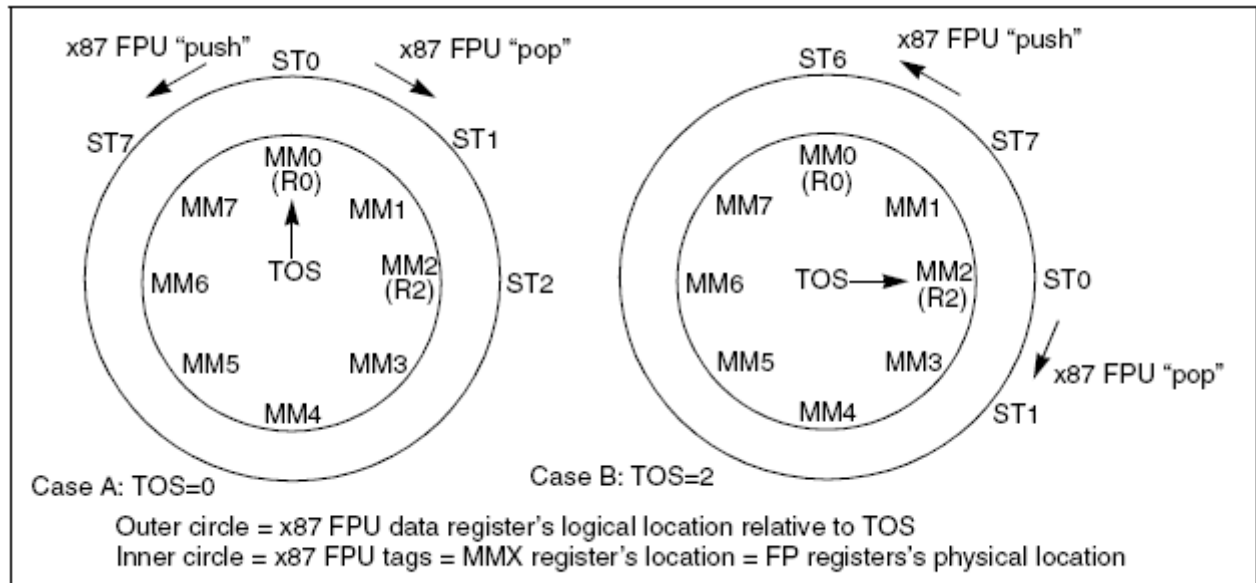 x87 FPU “push”
x87 FPU “pop”
ST0
ST7
ST1
MM0
(R0)
MM7
MM1
TOS
MM6
MM2
(R2)
ST2
MM5
MM3
MM4
Case A: TOS=0
x87 FPU “push”
ST6
ST7
MM0
(R0)
MM7
MM1
MM6
TOS
MM2
(R2)
ST0
MM5
MM3
x87 FPU “pop”
MM4
ST1
Case B: TOS=2
Outer circle = x87 FPU data register’s logical location relative to TOS
Inner circle = x87 FPU tags = MMX register’s location = FP registers’s physical location